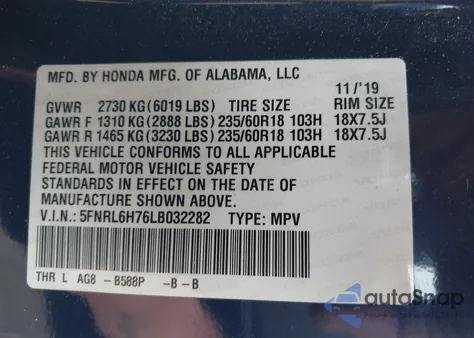 MFD. BY HONDA MFG. OF ALABAMA, LLC
11/'19
GVWR 2730 KG (6019 LBS) TIRE SIZE RIM SIZE
GAWR F 1310 KG (2888 LBS) 235/60R18 103H 18X7.5J
GAWR R 1465 KG (3230 LBS) 235/60R18 103H 18X7.5J
THIS VEHICLE CONFORMS TO ALL APPLICABLE
FEDERAL MOTOR VEHICLE SAFETY
STANDARDS IN EFFECT ON THE DATE OF
MANUFACTURE SHOWN ABOVE.
V.I.N.: 5FNRL6H76LB032282 TYPE: MPV
THR L AG8 -B588P -B -B
autoSnap